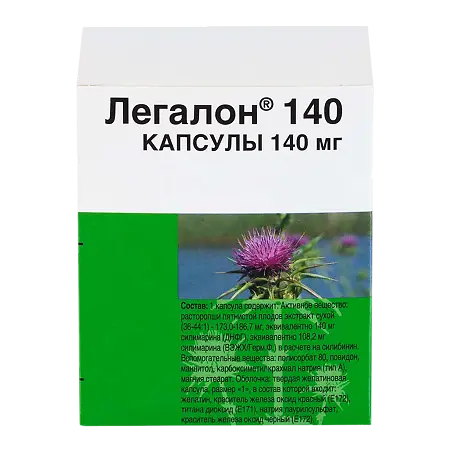 Легалон® 140
КАПСУЛЫ 140 мг
Состав: 1 капсула содержит: Активное вещество:
расторопши пятнистой плодов экстракт сухой
(36-44:1) - 173,0-186,7 мг, эквивалентно 140 мг
силимарина (ДНФГ), эквивалентно 108,2 мг
силимарина (ВЭЖХ/Герм.Ф.) в расчете на силибинин.
Вспомогательные вещества: полисорбат 80, повидон,
маннитол, карбоксиметилкрахмал натрия (тип А),
магния стеарат. Оболочка: твердая желатиновая
капсула, размер «1», в состав которой входит:
желатин, краситель железа оксид красный (E172),
титана диоксид (E171), натрия лаурилсульфат,
краситель железа оксид черный (E172)